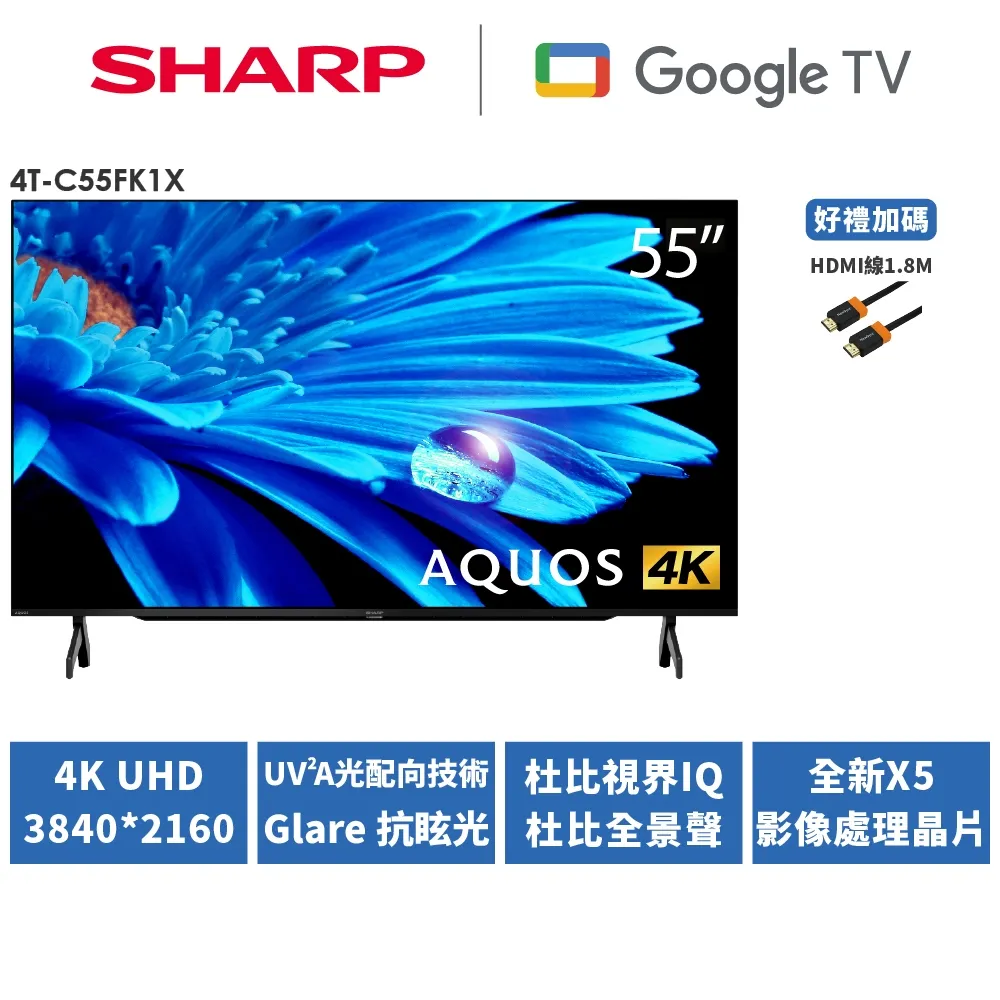 SHARP
Google TV
4T-C55FK1X
55”
好禮加碼
HDMI線1.8M
AQUOS 4K
SHARP
4K UHD
3840*2160
UV²A光配向技術
Glare 抗眩光
杜比視界IQ
杜比全景聲
全新X5
影像處理晶片